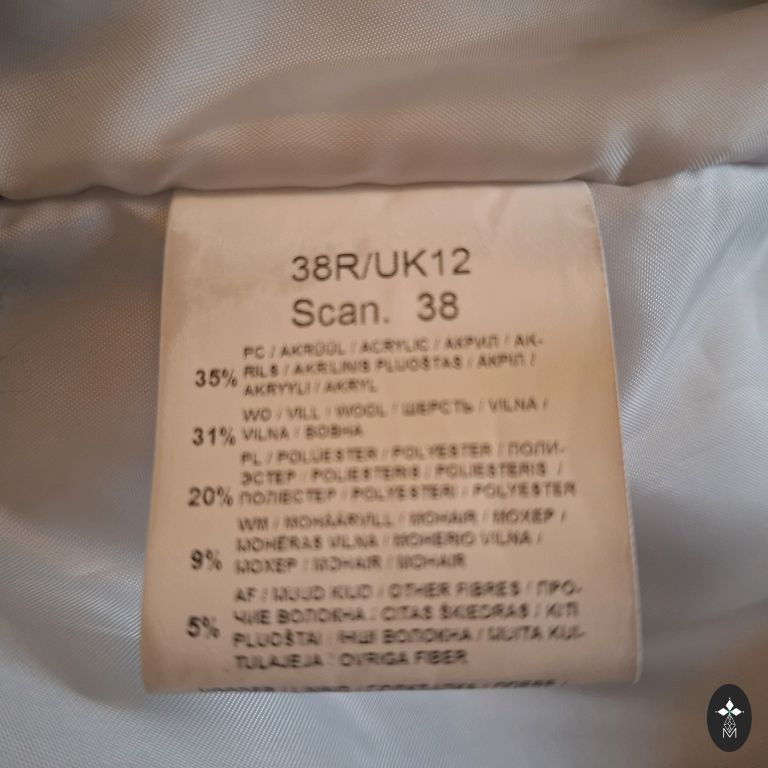 38R/UK12
Scan. 38
PC / AKRÜÜL / ACRYLIC / АКРИЛ / AK-
RILS / AKRILINIS PLUOŠTAS / АКРІЛ /
35% AKRYYLI / AKRYL
WO / VILL / WOOL / ШЕРСТЬ / VILNA /
31% VILNA / ВОВНА
PL / POLUESTER / POLYESTER / ПОЛИ-
ЭСТЕР / POLIESTERIS / POLIESTERIS /
20% ПОЛІЕСТЕР / POLYESTERI / POLYESTER
WM / MOHÄÄRVILL / MOHAIR / МОХЕР /
MOHĒRAS VILNA / MOHERIO VILNA /
9% МОХЕР / MOHAIR / MOHAIR
AF / MUUD KIUD / OTHER FIBRES / ПРО-
ЧИЕ ВОЛОКНА / CITAS ŠĶIEDRAS / KITI
5% PLUOŠTAI / ІНШІ ВОЛОКНА / MUITA KUI-
TULAJEJA / ÖVRIGA FIBER
M